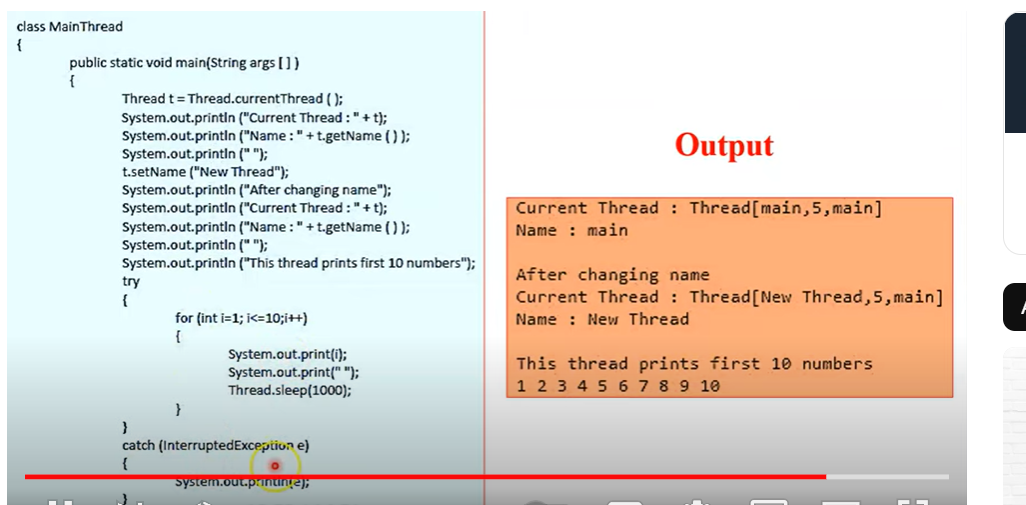 class MainThread
{
public static void main(String args [ ] )
{
Thread t = Thread.currentThread ( );
System.out.println ("Current Thread : " + t);
System.out.println ("Name : " + t.getName ( ) );
System.out.println (" ");
t.setName ("New Thread");
System.out.println ("After changing name");
System.out.println ("Current Thread : " + t);
System.out.println ("Name : " + t.getName ( ) );
System.out.println (" ");
System.out.println ("This thread prints first 10 numbers");
try
{
for (int i=1; i<=10;i++)
{
System.out.print(i);
System.out.print(" ");
Thread.sleep(1000);
}
}
catch (InterruptedException e)
{
System.out.println(e);
}
Output
Current Thread : Thread[main,5,main]
Name : main
After changing name
Current Thread : Thread[New Thread,5,main]
Name : New Thread
This thread prints first 10 numbers
1 2 3 4 5 6 7 8 9 10